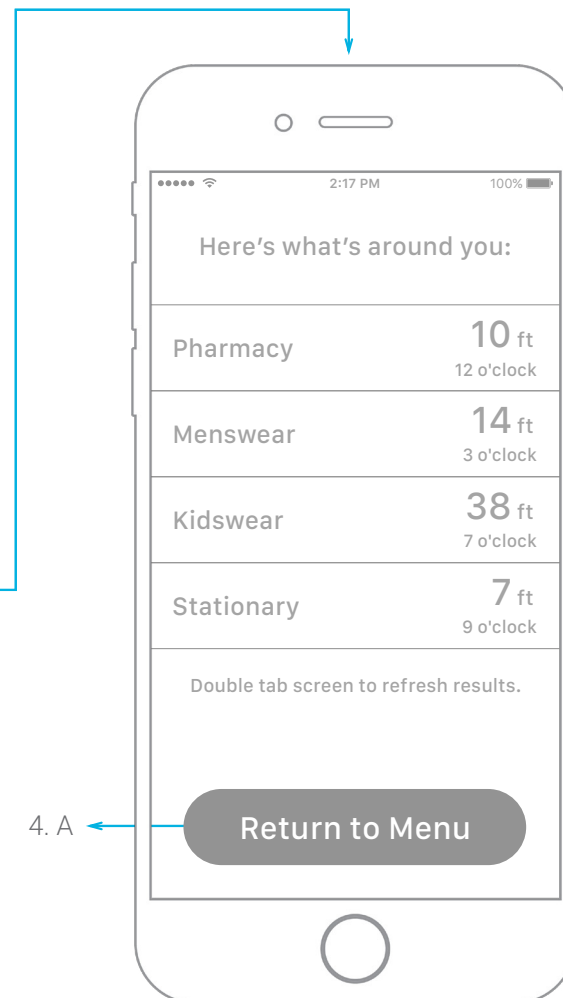 2:17 PM 100%
Here's what's around you:
Pharmacy 10 ft
12 o'clock
Menswear 14 ft
3 o'clock
Kidswear 38 ft
7 o'clock
Stationary 7 ft
9 o'clock
Double tab screen to refresh results.
4. A Return to Menu